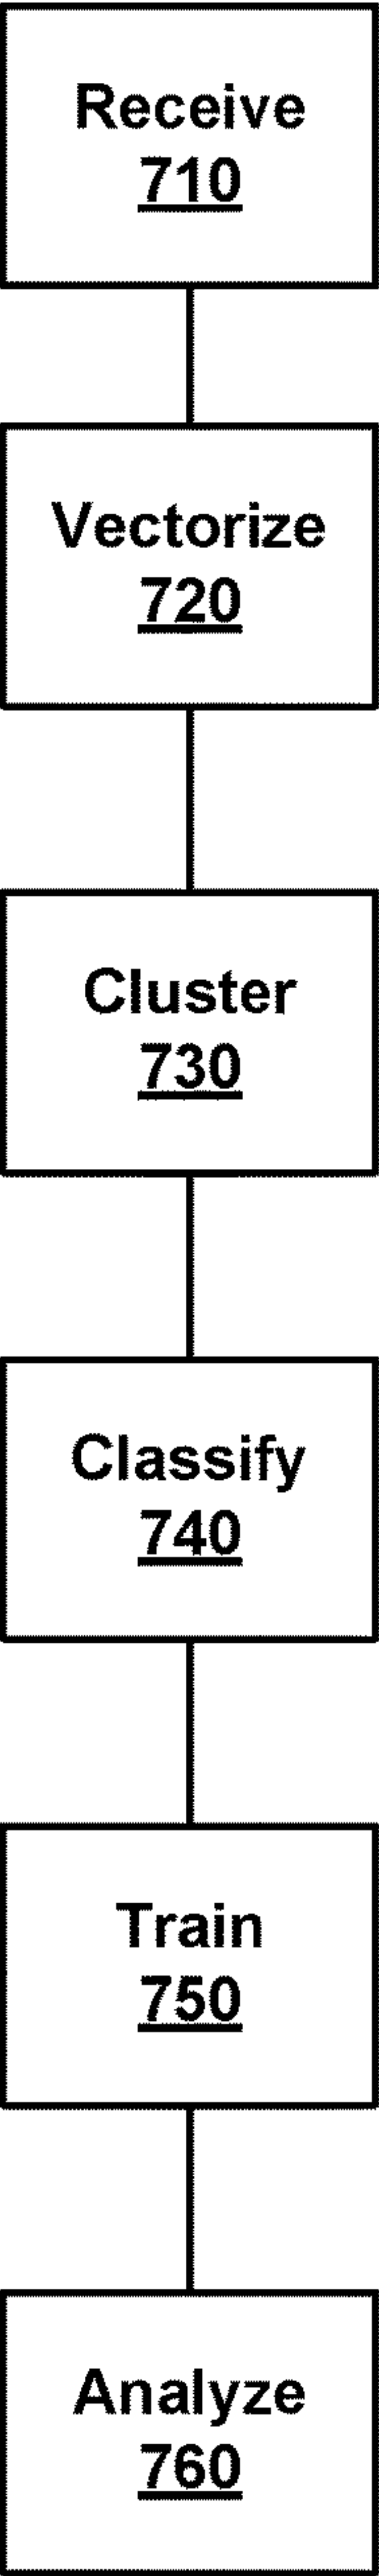 Receive
710
Vectorize
720
Cluster
730
Classify
740
Train
750
Analyze
760